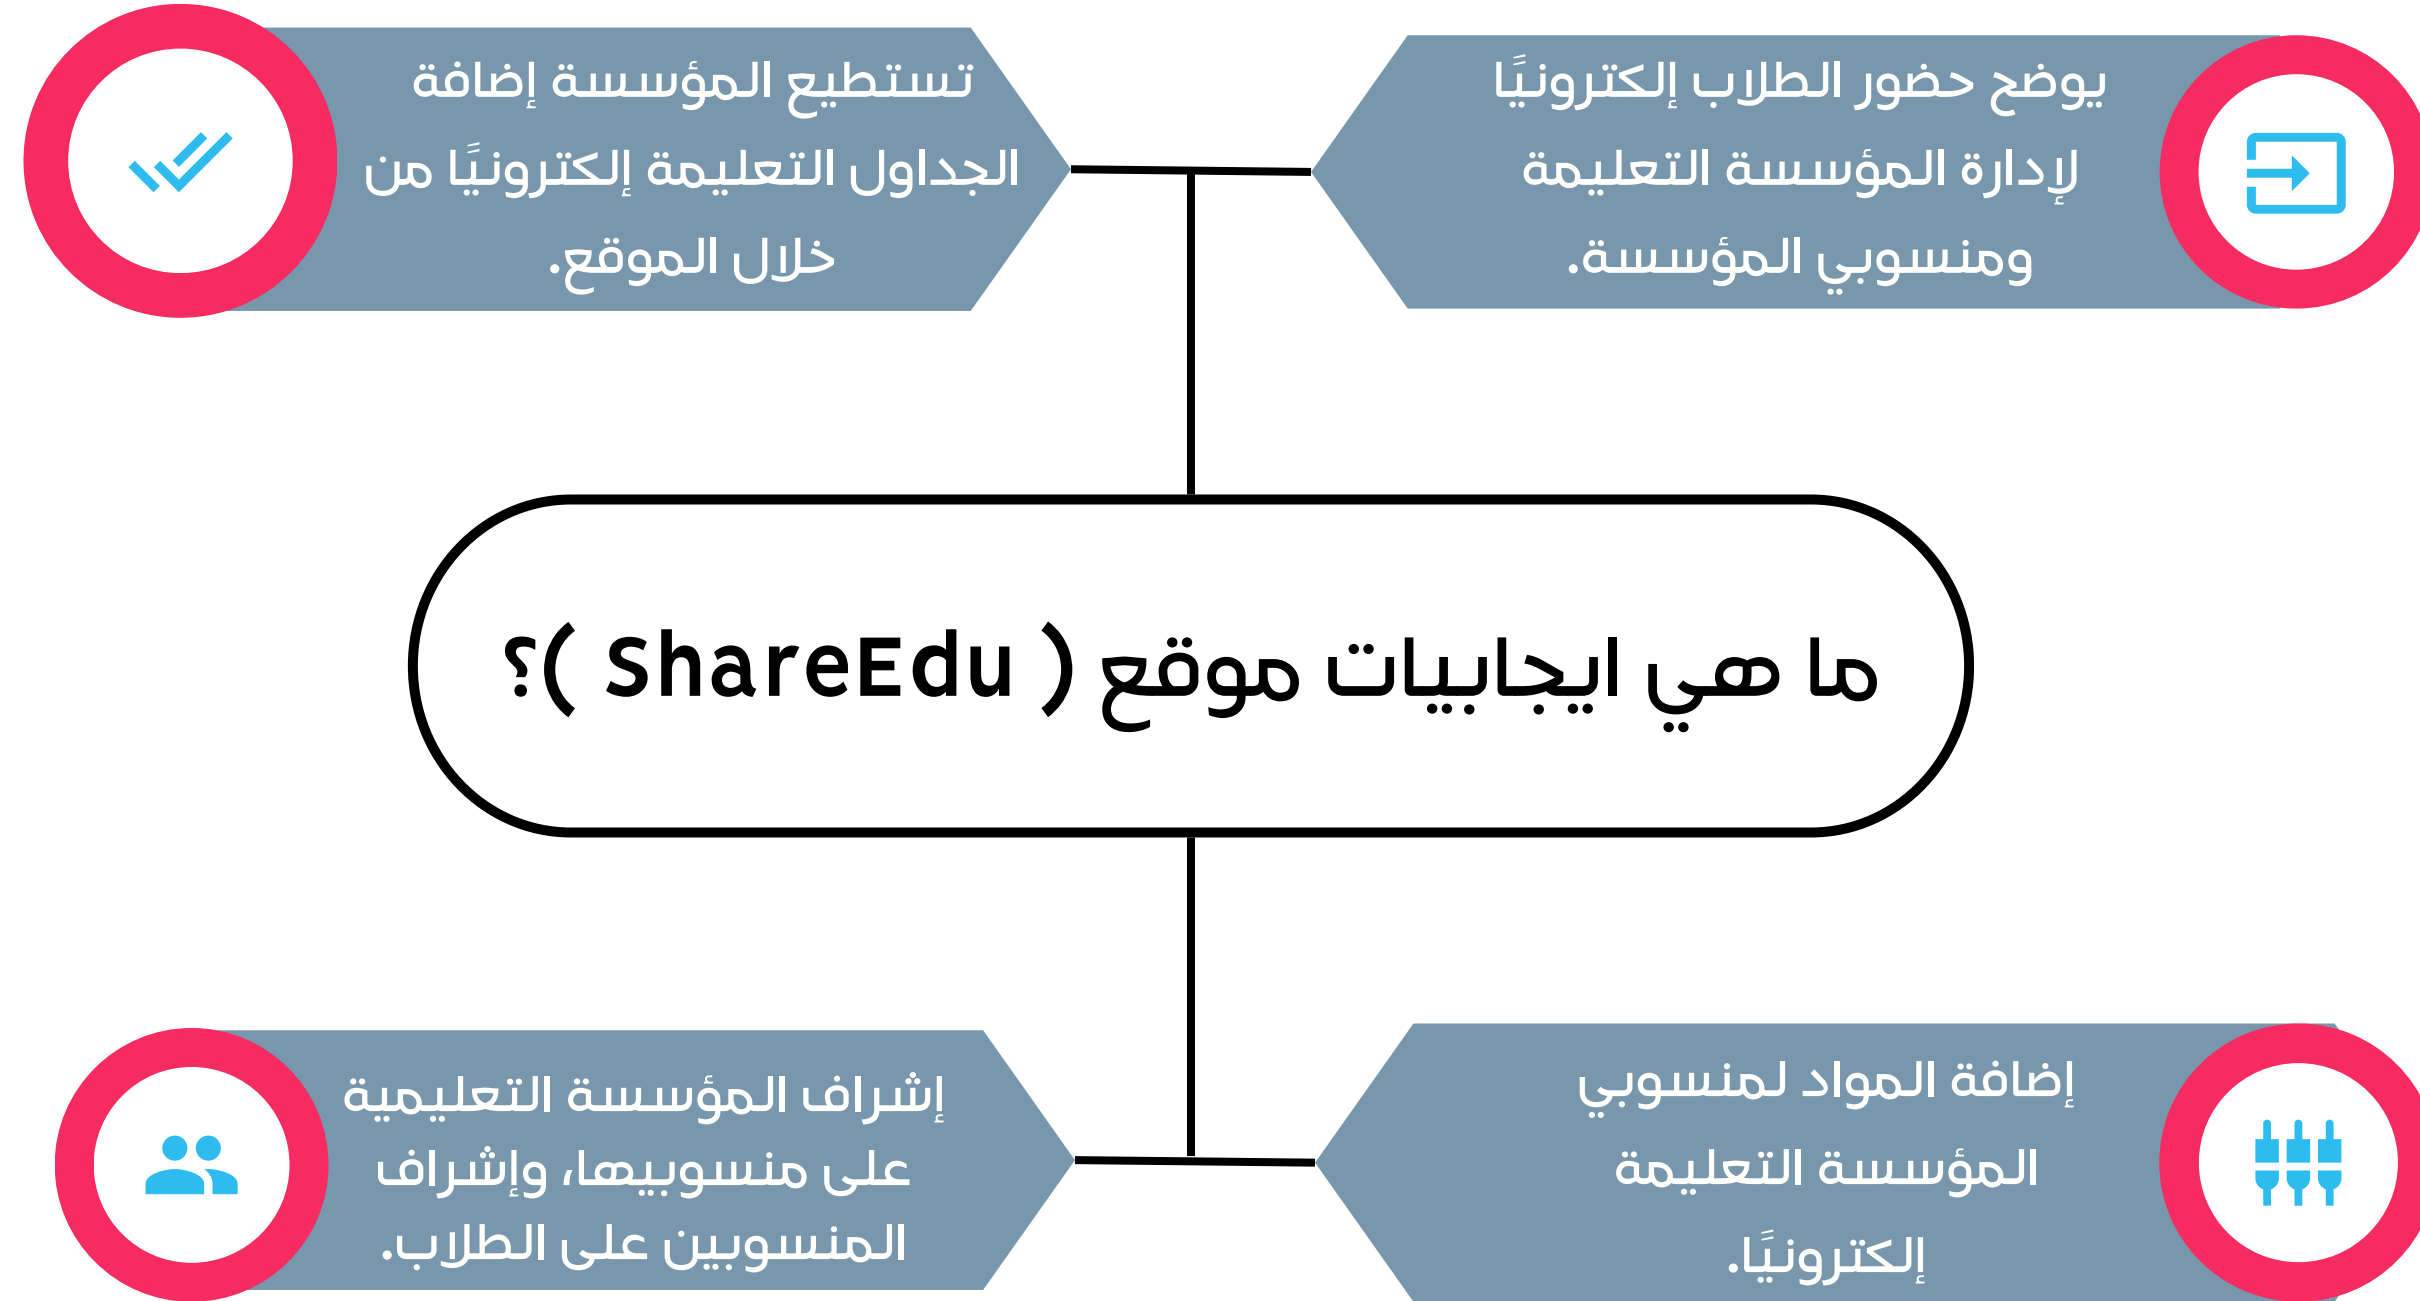 يوضح حضور الطلاب إلكترونيًا
لإدارة المؤسسة التعليمة
ومنسوبي المؤسسة.
تستطيع المؤسسة إضافة
الجداول التعليمة إلكترونيًا من
خلال الموقع.
ما هي ايجابيات موقع ( ShareEdu )؟
إضافة المواد لمنسوبي
المؤسسة التعليمة
إلكترونيًا.
إشراف المؤسسة التعليمية
على منسوبيها، وإشراف
المنسوبين على الطلاب.